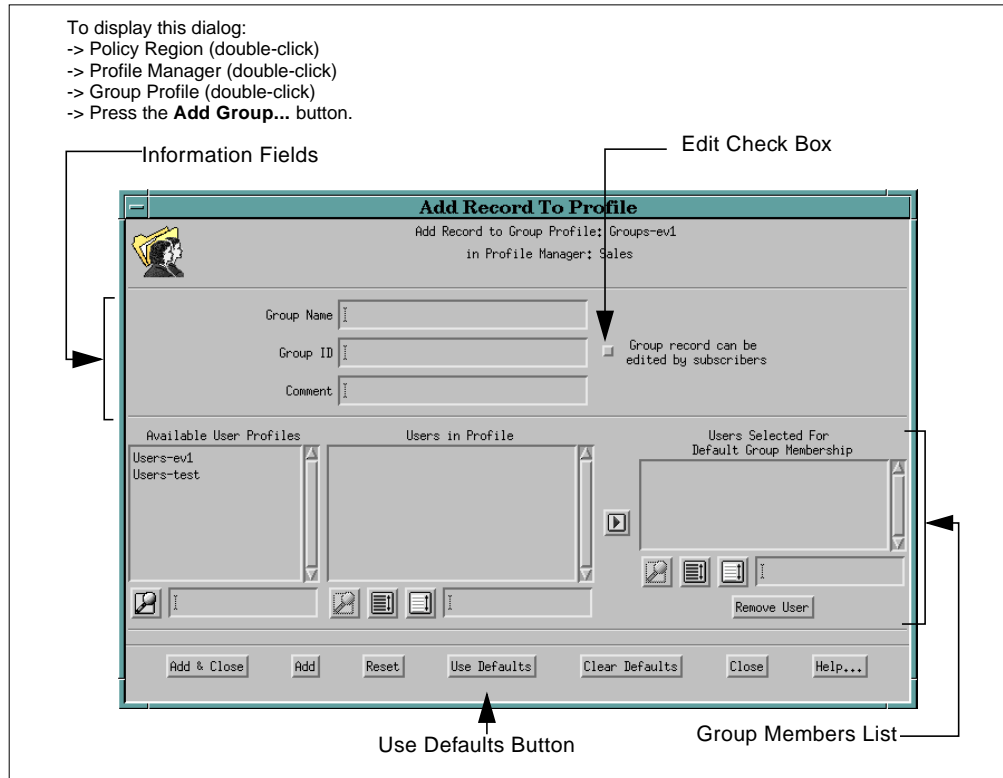 To display this dialog:
-> Policy Region (double-click)
-> Profile Manager (double-click)
-> Group Profile (double-click)
-> Press the Add Group... button.
Information Fields
Edit Check Box
Add Record To Profile
Add Record to Group Profile: Groups-ev1
in Profile Manager: Sales
Group Name
Group ID
Comment
Group record can be
edited by subscribers
Available User Profiles
Users-ev1
Users-test
Users in Profile
Users Selected For
Default Group Membership
Remove User
Add & Close
Add
Reset
Use Defaults
Clear Defaults
Close
Help...
Use Defaults Button
Group Members List